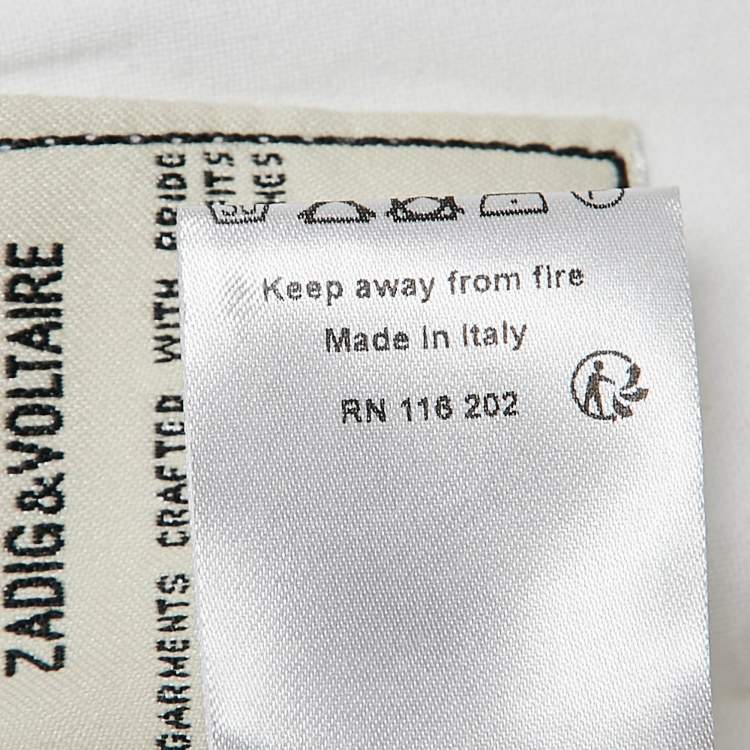 ZADIG&VOLTAIRE
GARMENTS CRAFTED WITH PRIDE
Keep away from fire
Made in Italy
RN 116 202